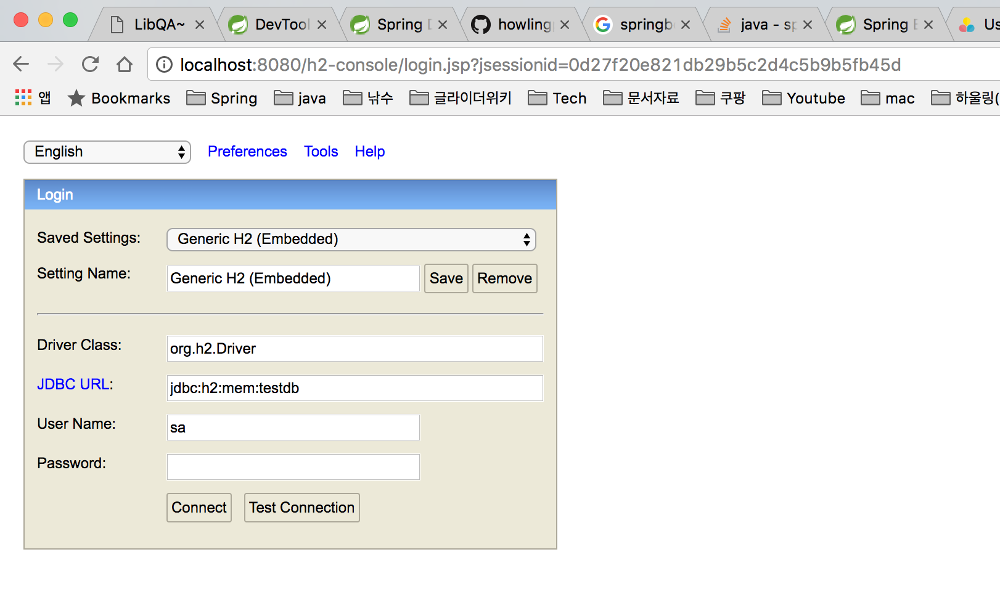 LibQA~ DevTool Spring howling springb java - sp Spring Us
localhost:8080/h2-console/login.jsp?jsessionid=0d27f20e821db29b5c2d4c5b9b5fb45d
앱 Bookmarks Spring java 낚수 글라이더위키 Tech 문서자료 쿠팡 Youtube mac 하울링(
English Preferences Tools Help
Login
Saved Settings: Generic H2 (Embedded)
Setting Name: Generic H2 (Embedded) Save Remove
Driver Class: org.h2.Driver
JDBC URL: jdbc:h2:mem:testdb
User Name: sa
Password:
Connect Test Connection